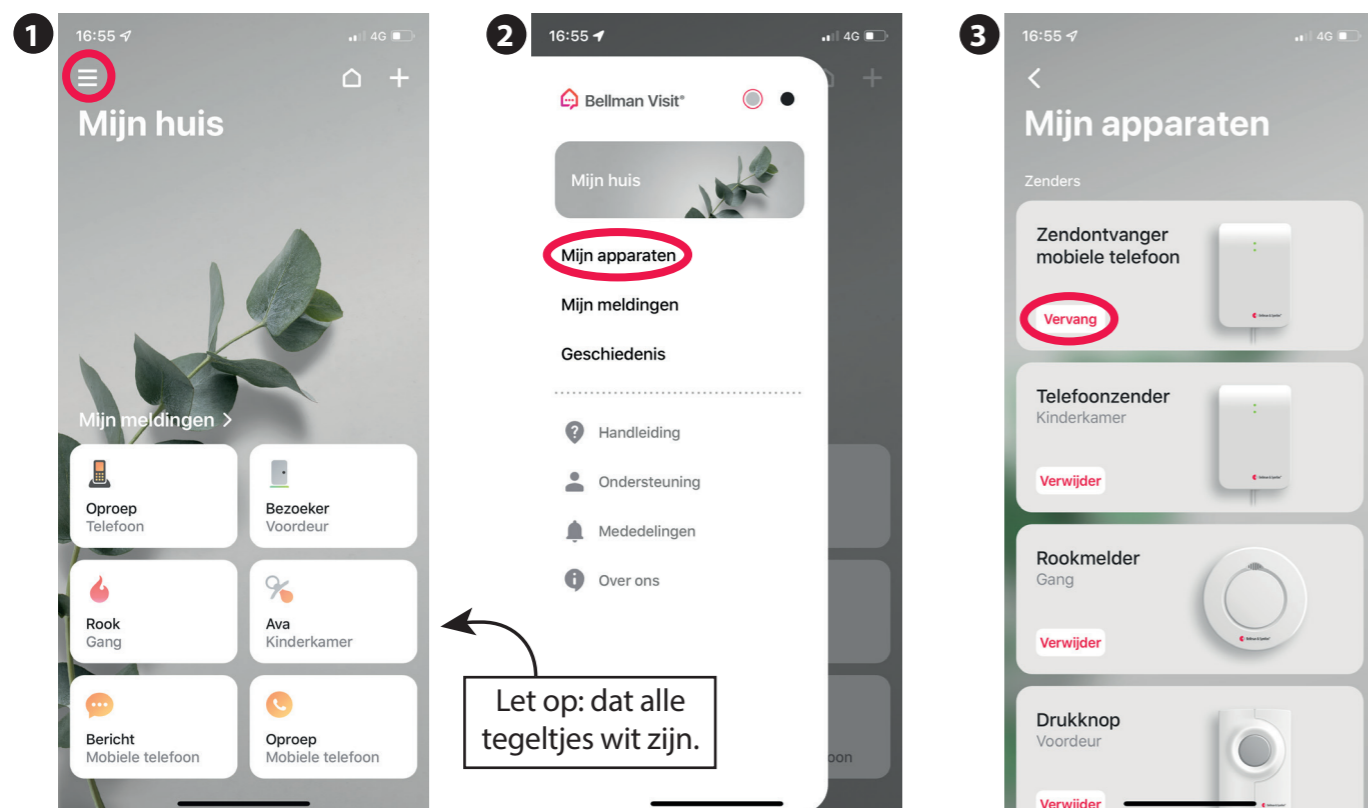 1
16:55
4G
Mijn huis
Mijn meldingen >
Oproep
Telefoon
Bezoeker
Voordeur
Rook
Gang
Ava
Kinderkamer
Bericht
Mobiele telefoon
Oproep
Mobiele telefoon
2
16:55
4G
Bellman Visit®
Mijn huis
Mijn apparaten
Mijn meldingen
Geschiedenis
Handleiding
Ondersteuning
Mededelingen
Over ons
oon
Let op: dat alle
tegeltjes wit zijn.
3
16:55
4G
Mijn apparaten
Zenders
Zendontvanger
mobiele telefoon
Vervang
Telefoonzender
Kinderkamer
Verwijder
Rookmelder
Gang
Verwijder
Drukknop
Voordeur
Verwijder